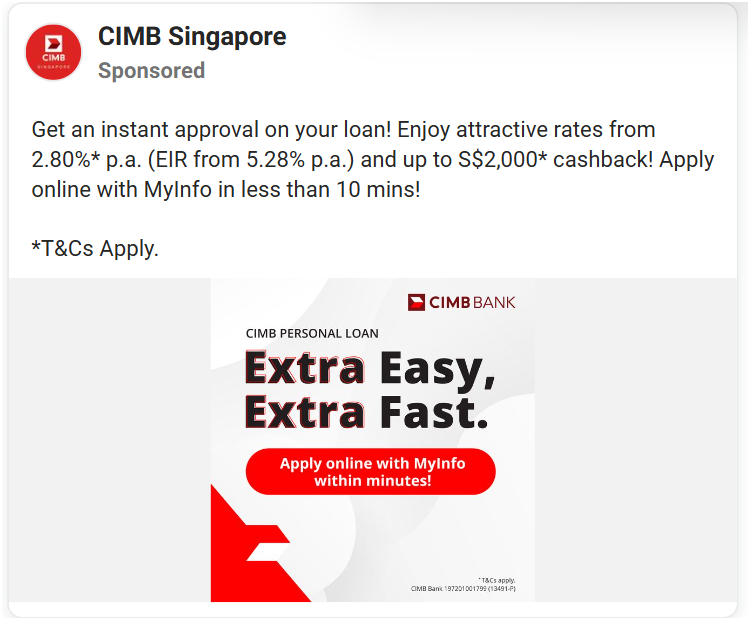 CIMB Singapore
Sponsored
CIMB
SINGAPORE
Get an instant approval on your loan! Enjoy attractive rates from
2.80%* p.a. (EIR from 5.28% p.a.) and up to S$2,000* cashback! Apply
online with MyInfo in less than 10 mins!
*T&Cs Apply.
CIMB BANK
CIMB PERSONAL LOAN
Extra Easy,
Extra Fast.
Apply online with MyInfo
within minutes!
*T&Cs apply.
CIMB Bank 197201001799 (13491-P)